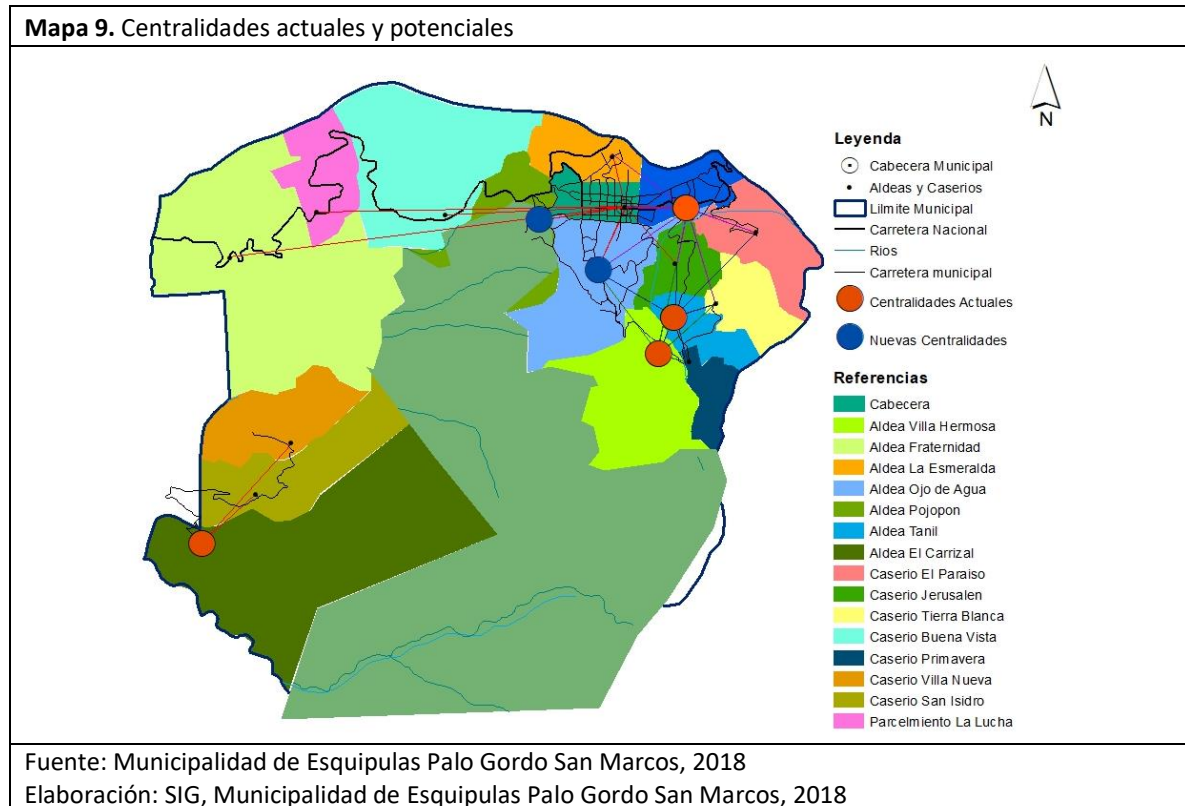 Mapa 9. Centralidades actuales y potenciales
N
Leyenda
Cabecera Municipal
Aldeas y Caserios
Lilmite Municipal
Carretera Nacional
Rios
Carretera municipal
Centralidades Actuales
Nuevas Centralidades
Referencias
Cabecera
Aldea Villa Hermosa
Aldea Fraternidad
Aldea La Esmeralda
Aldea Ojo de Agua
Aldea Pojopon
Aldea Tanil
Aldea El Carrizal
Caserio El Paraiso
Caserio Jerusalen
Caserio Tierra Blanca
Caserio Buena Vista
Caserio Primavera
Caserio Villa Nueva
Caserio San Isidro
Parcelmiento La Lucha
Fuente: Municipalidad de Esquipulas Palo Gordo San Marcos, 2018
Elaboración: SIG, Municipalidad de Esquipulas Palo Gordo San Marcos, 2018